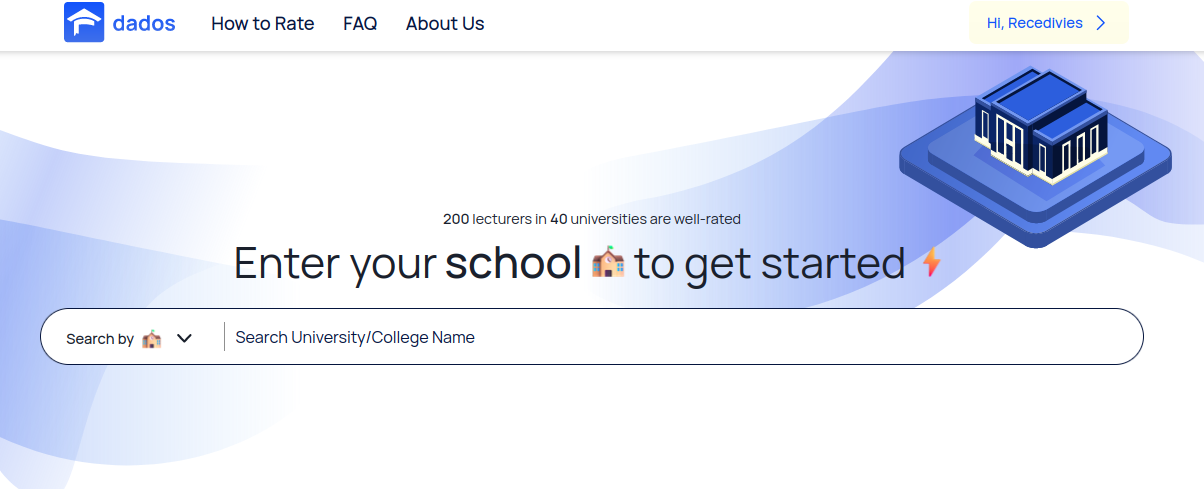 dados How to Rate FAQ About Us Hi, Recedivies
200 lecturers in 40 universities are well-rated
Enter your school 🏫 to get started ⚡
Search by 🏫 Search University/College Name